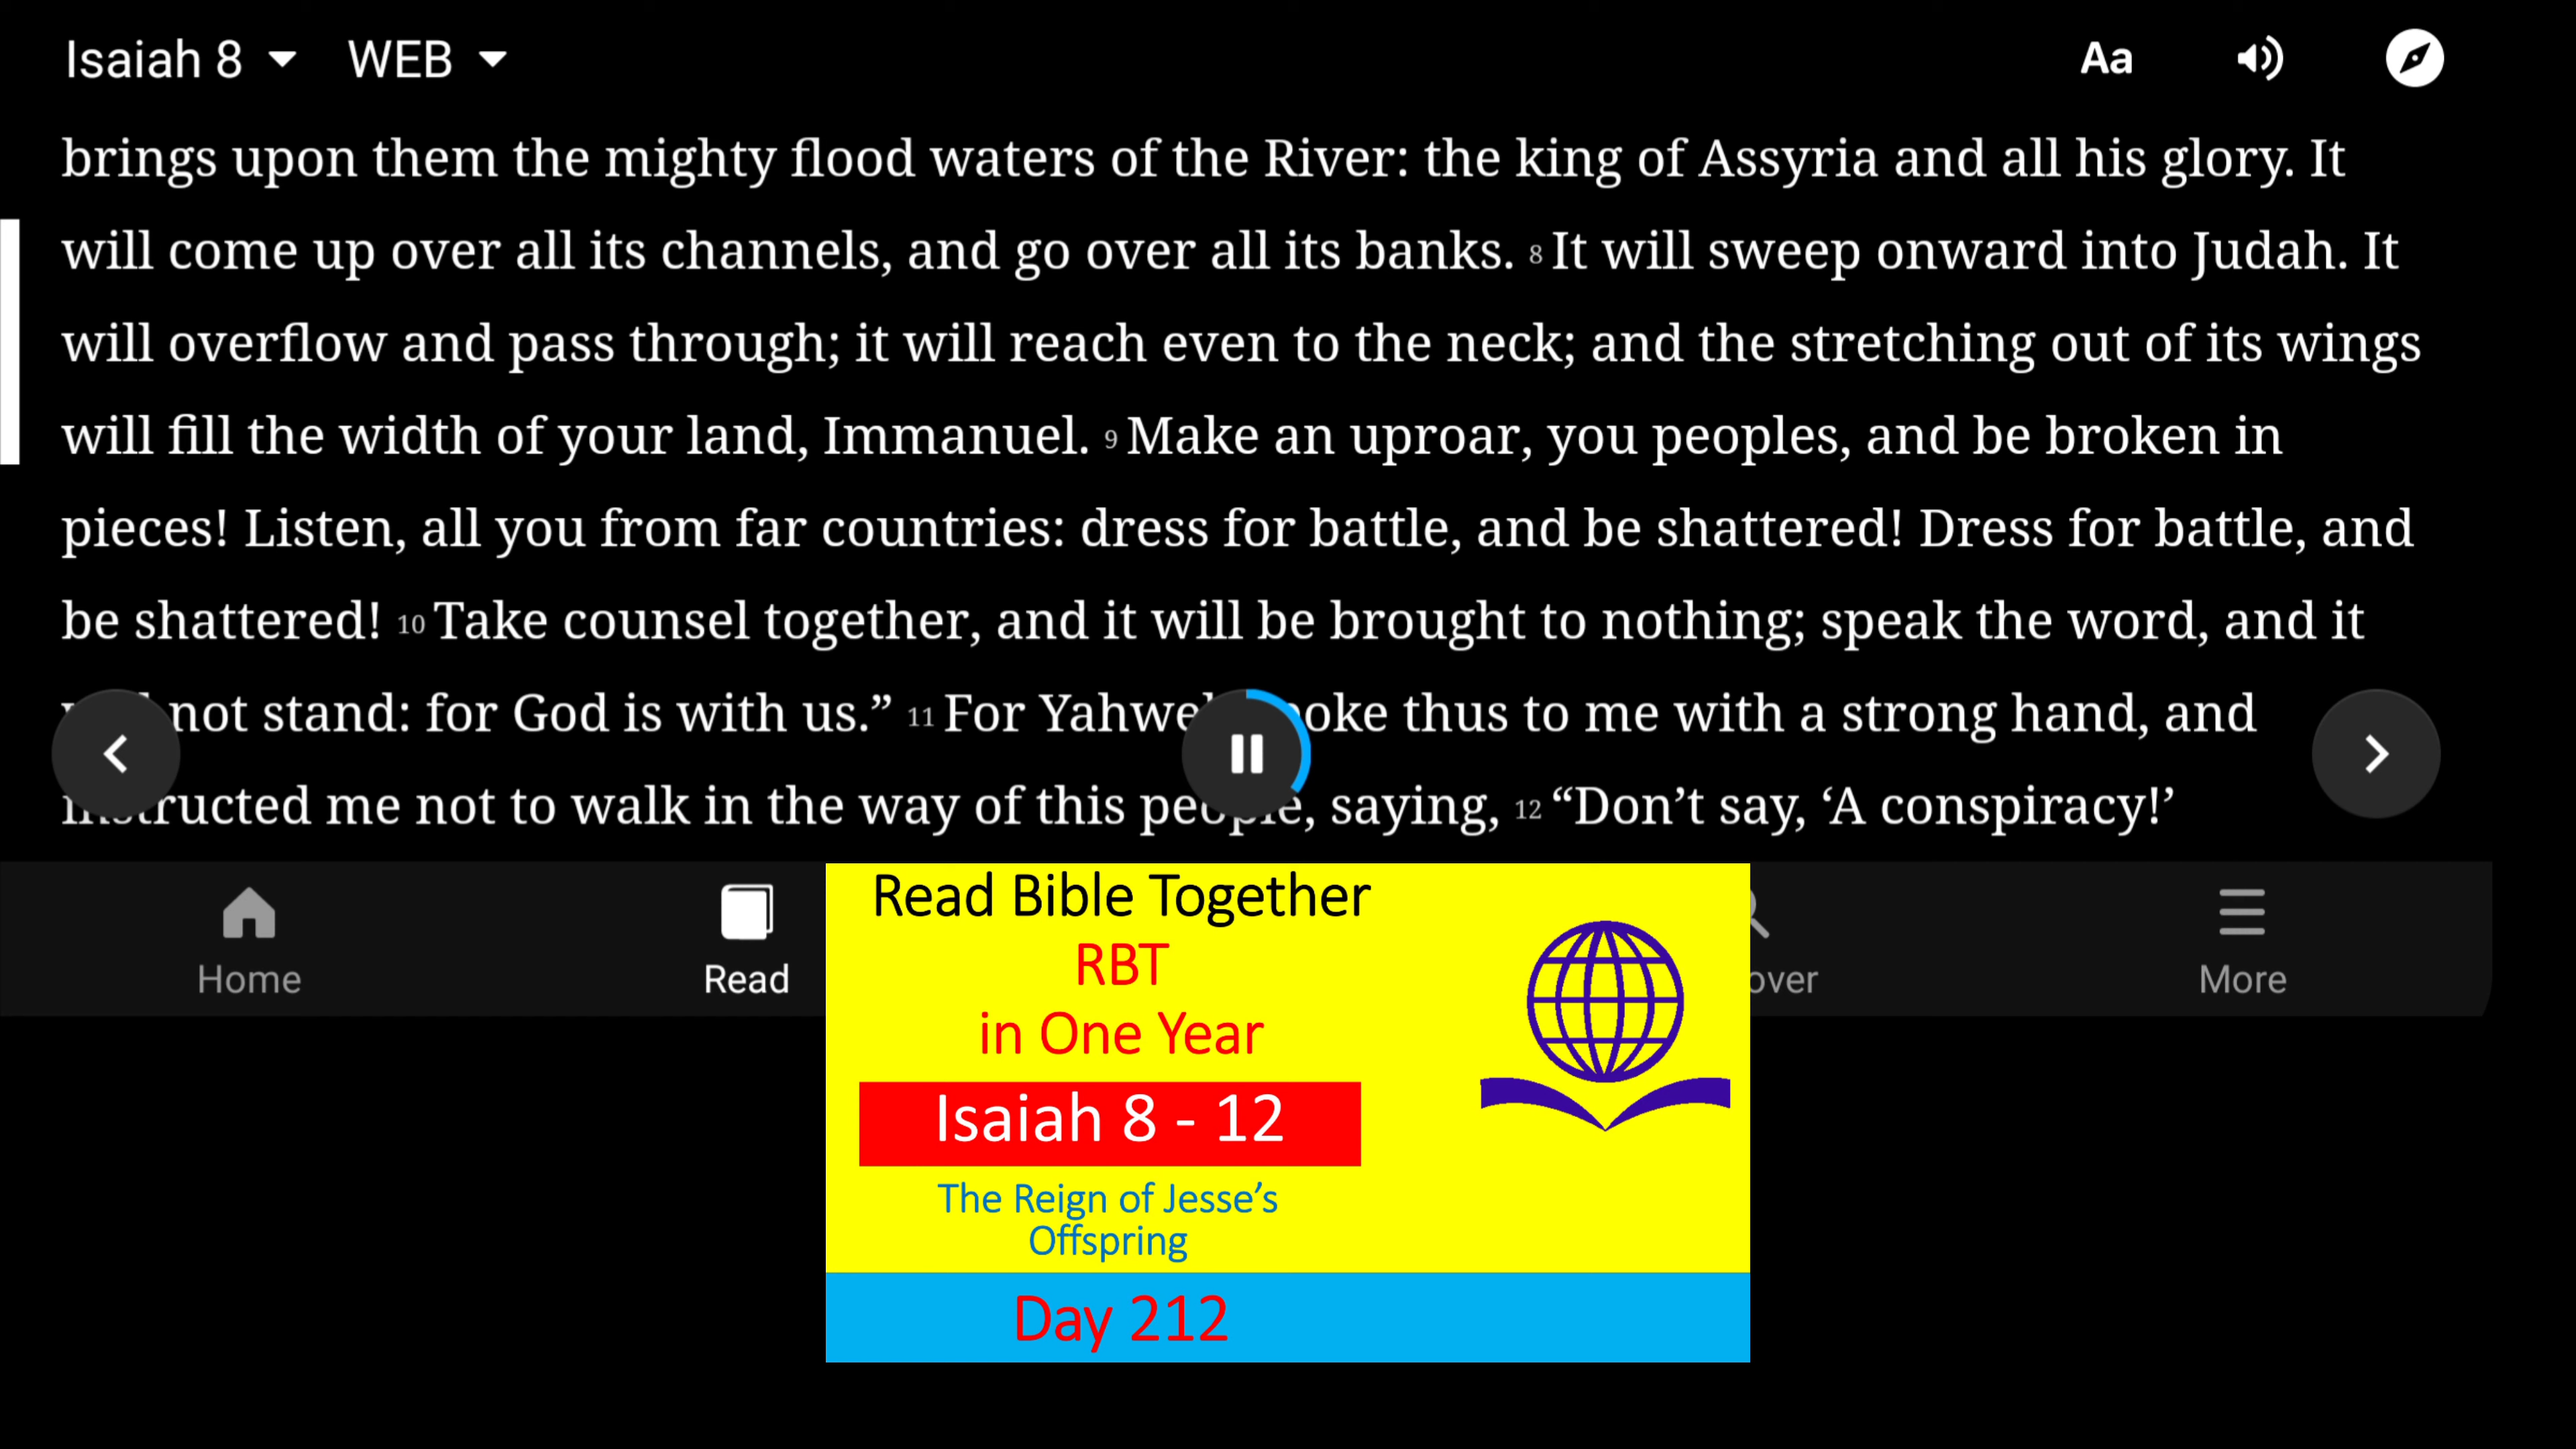 Isaiah 8 WEB Aa
brings upon them the mighty flood waters of the River: the king of Assyria and all his glory. It
will come up over all its channels, and go over all its banks. 8 It will sweep onward into Judah. It
will overflow and pass through; it will reach even to the neck; and the stretching out of its wings
will fill the width of your land, Immanuel. 9 Make an uproar, you peoples, and be broken in
pieces! Listen, all you from far countries: dress for battle, and be shattered! Dress for battle, and
be shattered! 10 Take counsel together, and it will be brought to nothing; speak the word, and it
not stand: for God is with us.” 11 For thus to me with a strong hand, and
me not to walk in the way of this people, saying, 12 “Don’t say, ‘A conspiracy!’
Home Read More
Read Bible Together
RBT
in One Year
Isaiah 8 - 12
The Reign of Jesse’s
Offspring
Day 212